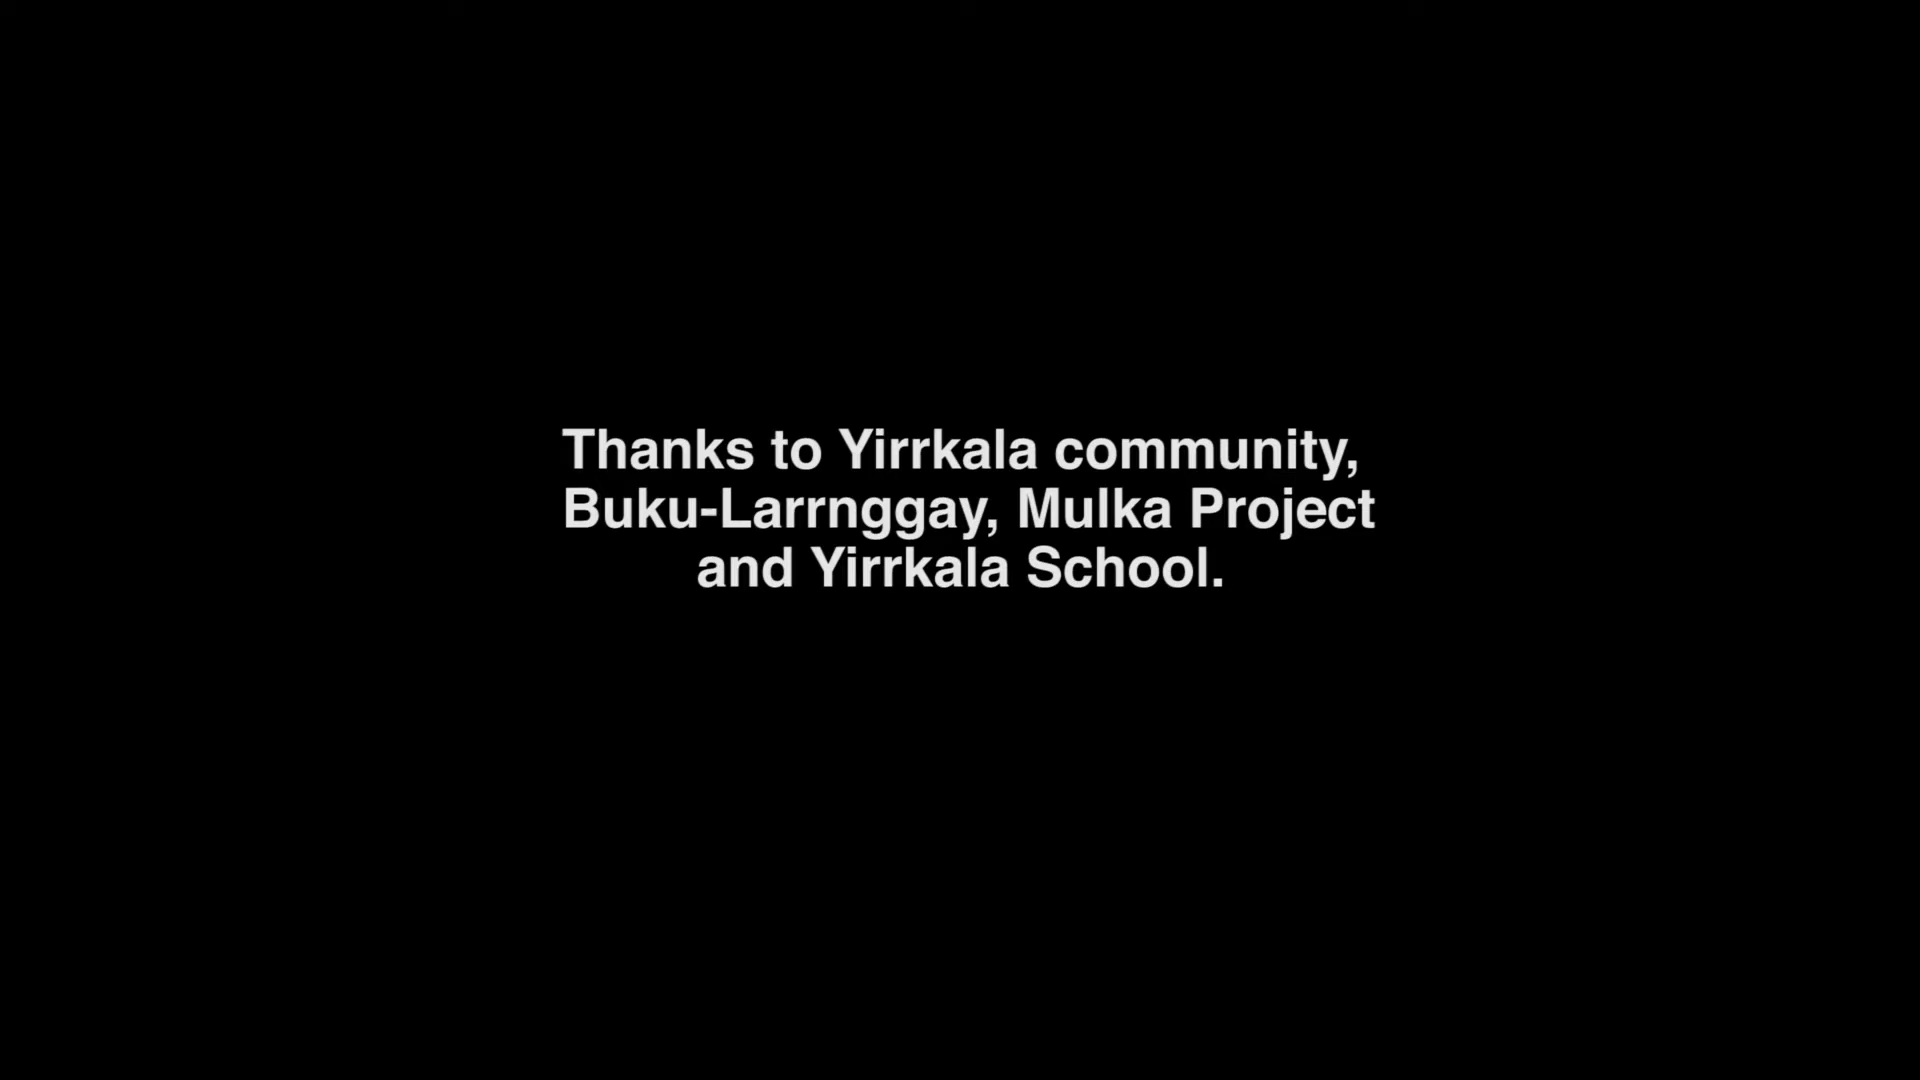 Thanks to Yirrkala community,
Buku-Larrnggay, Mulka Project
and Yirrkala School.